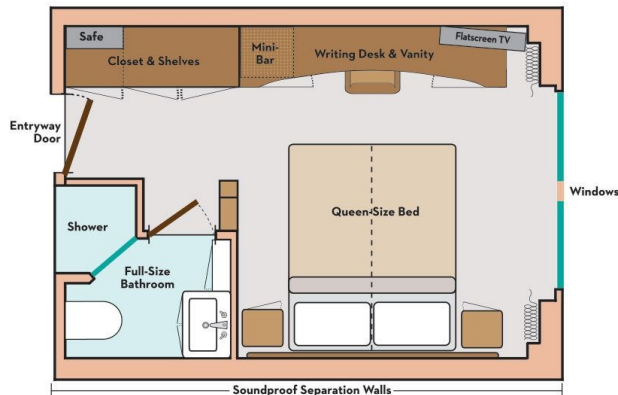 Safe
Closet & Shelves
Mini-
Bar
Writing Desk & Vanity
Flatscreen TV
Entryway
Door
Windows
Queen-Size Bed
Shower
Full-Size
Bathroom
Soundproof Separation Walls